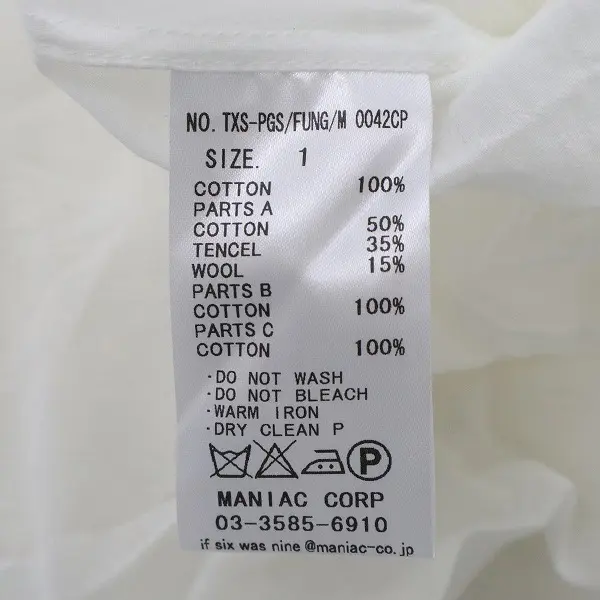 NO. TXS-PGS/FUNG/M 0042CP
SIZE. 1
COTTON 100%
PARTS A
COTTON 50%
TENCEL 35%
WOOL 15%
PARTS B
COTTON 100%
PARTS C
COTTON 100%
·DO NOT WASH
·DO NOT BLEACH
·WARM IRON
·DRY CLEAN P
P
MANIAC CORP
03-3585-6910
if six was nine @maniac-co.jp